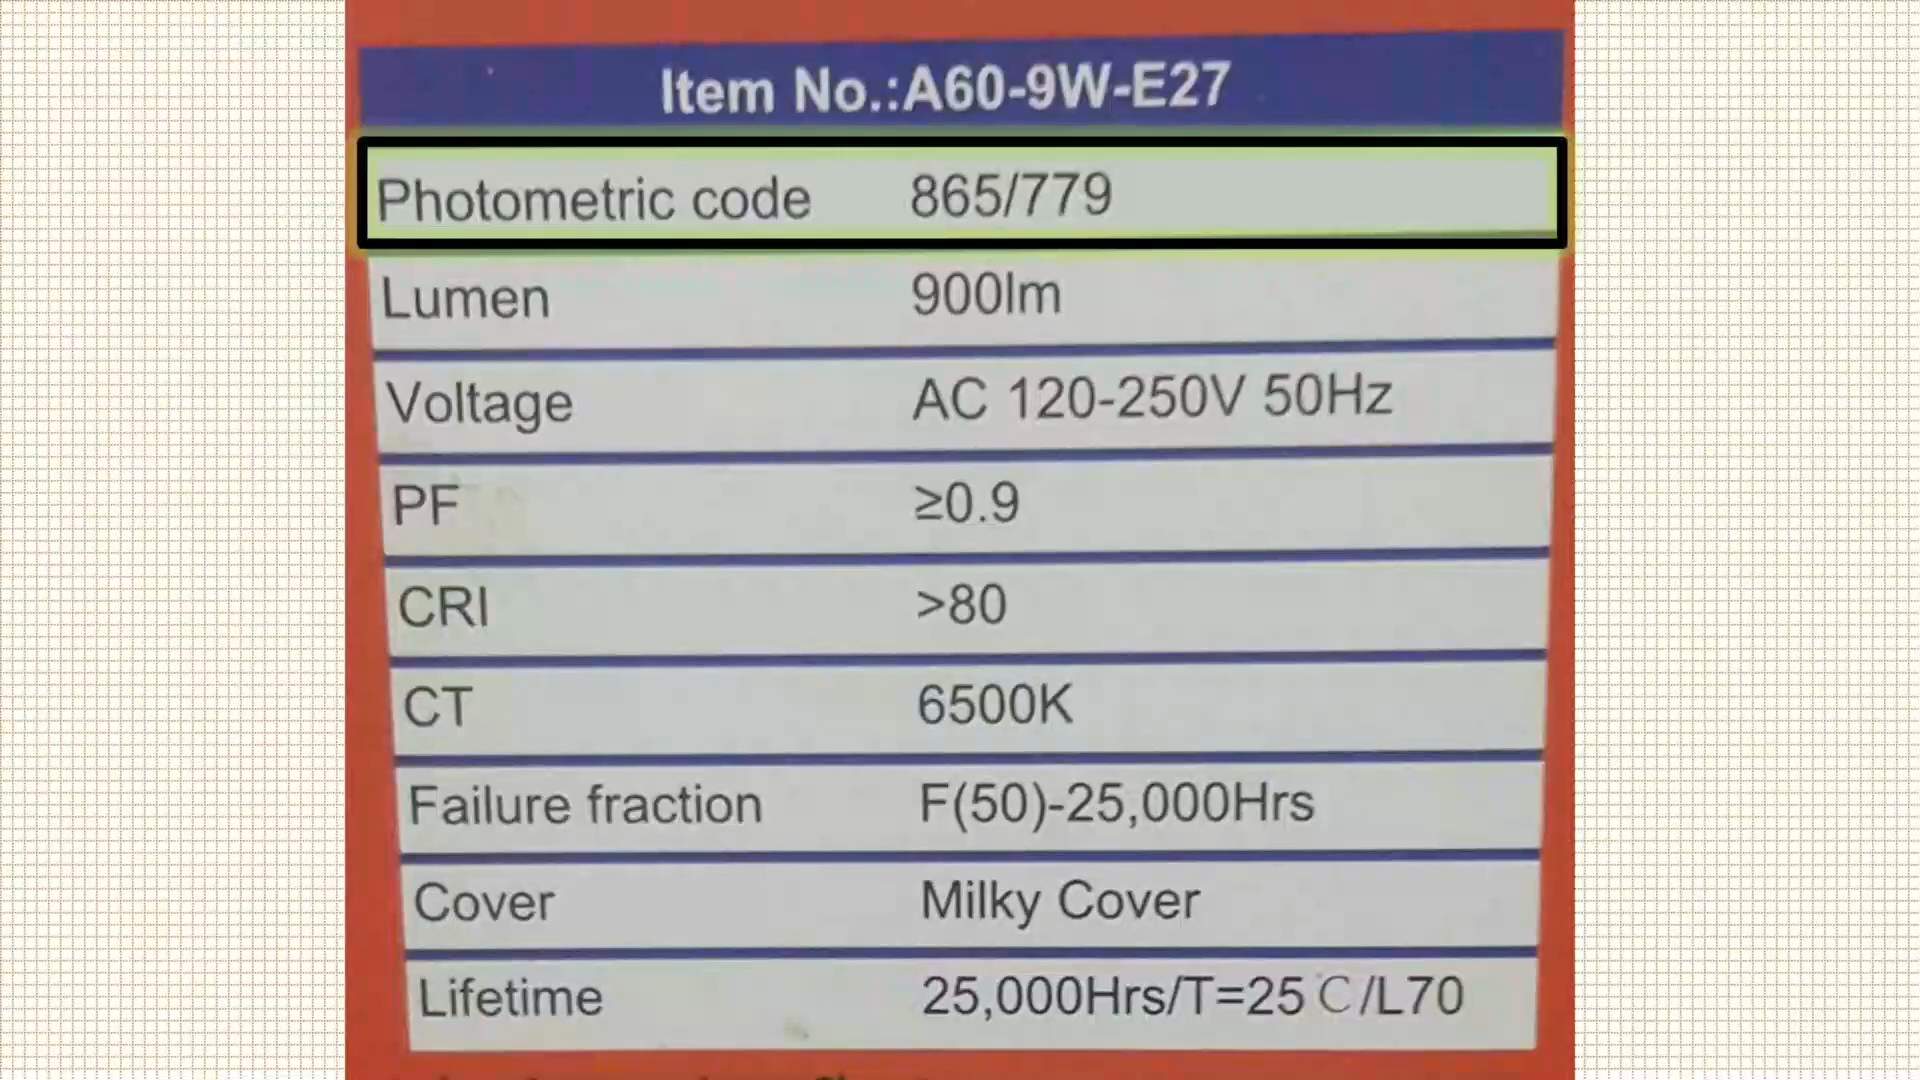 Item No.:A60-9W-E27
Photometric code 865/779
Lumen 900lm
Voltage AC 120-250V 50Hz
PF ≥0.9
CRI >80
CT 6500K
Failure fraction F(50)-25,000Hrs
Cover Milky Cover
Lifetime 25,000Hrs/T=25℃/L70